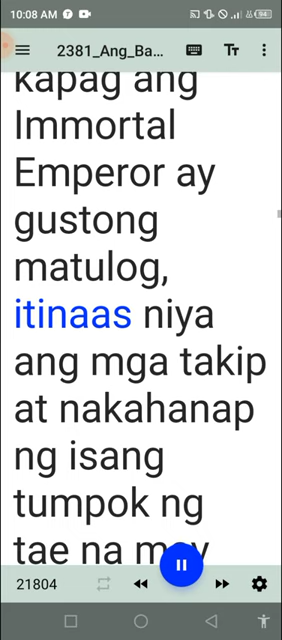 10:08 AM
2381_Ang_Ba...
kapag ang
Immortal
Emperor ay
gustong
matulog,
itinaas niya
ang mga takip
at nakahanap
ng isang
tumpok ng
tae na may
21804